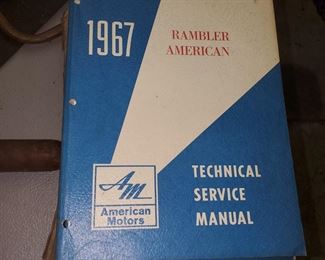 1967
RAMBLER
AMERICAN
AM
American
Motors
TECHNICAL
SERVICE
MANUAL